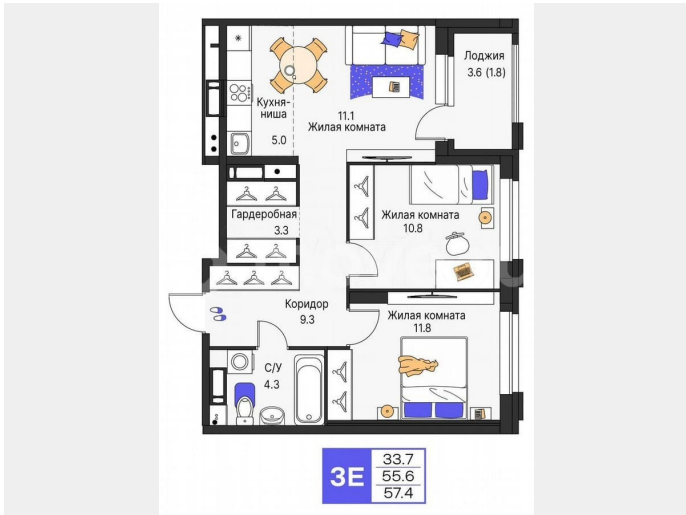 Лоджия
3.6 (1.8)
Кухня-
ниша
5.0
11.1
Жилая комната
Гардеробная
3.3
Жилая комната
10.8
Коридор
9.3
Жилая комната
11.8
С/У
4.3
3Е
33.7
55.6
57.4